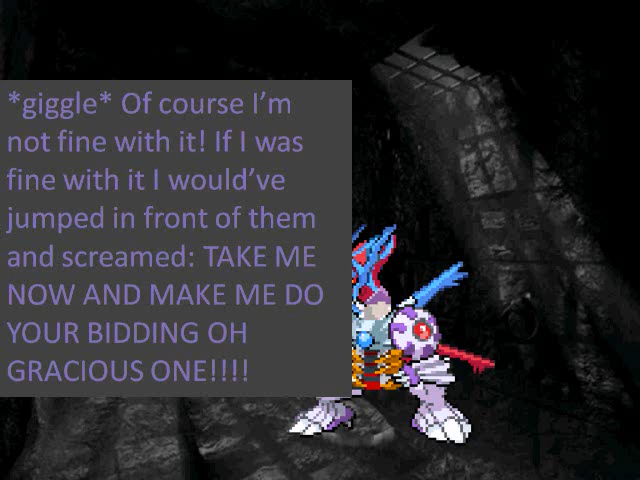 *giggle* Of course I’m
not fine with it! If I was
fine with it I would’ve
jumped in front of them
and screamed: TAKE ME
NOW AND MAKE ME DO
YOUR BIDDING OH
GRACIOUS ONE!!!!